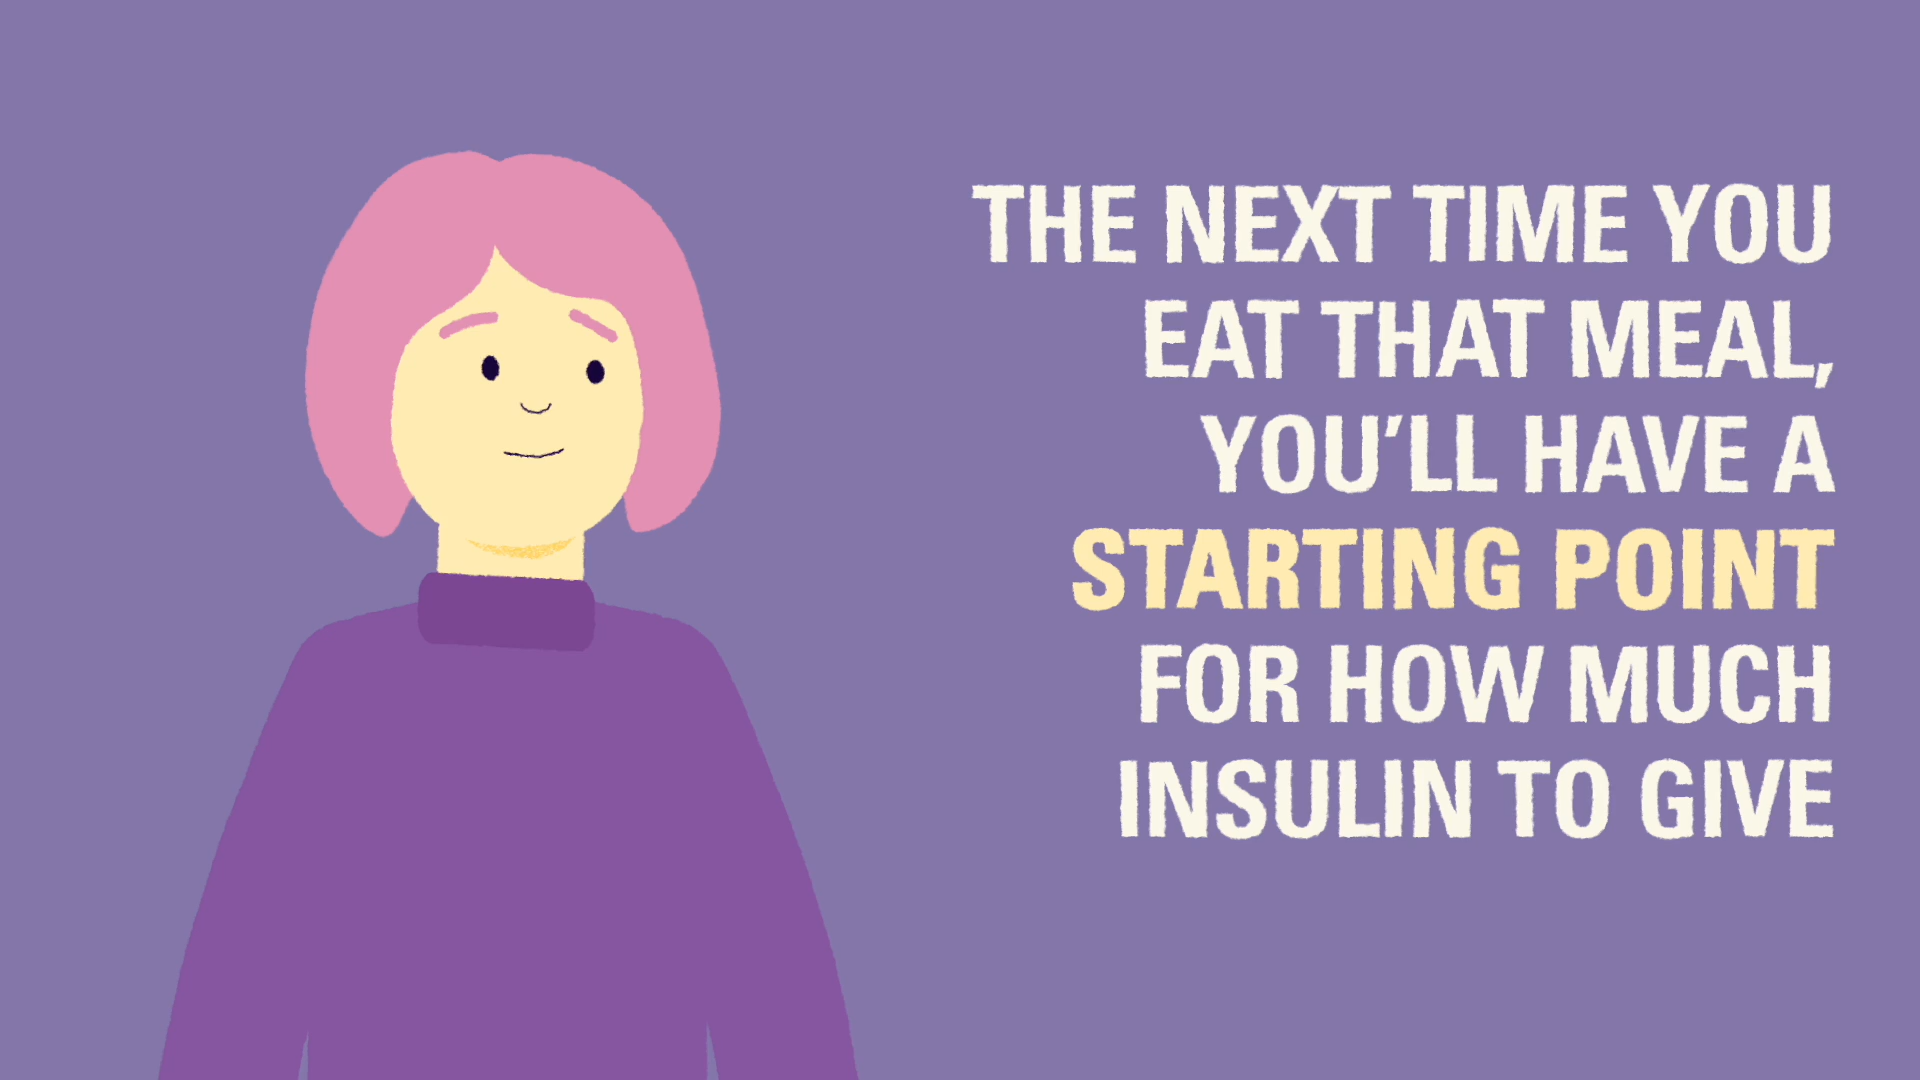 THE NEXT TIME YOU
EAT THAT MEAL,
YOU’LL HAVE A
STARTING POINT
FOR HOW MUCH
INSULIN TO GIVE